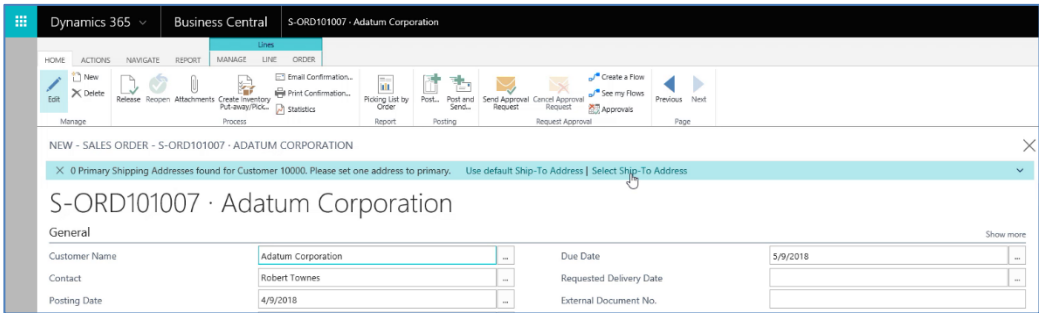 Dynamics 365 Business Central S-ORD101007 · Adatum Corporation
Lines
HOME ACTIONS NAVIGATE REPORT MANAGE LINE ORDER
Edit
New
Delete
Manage
Release Reopen Attachments Create Inventory Put-away/Pick...
Email Confirmation...
Print Confirmation...
Statistics
Process
Picking List by Order
Report
Post... Post and Send...
Posting
Send Approval Request Cancel Approval Request
Create a Flow
See my Flows
Approvals
Request Approval
Previous Next
Page
NEW - SALES ORDER - S-ORD101007 · ADATUM CORPORATION
0 Primary Shipping Addresses found for Customer 10000. Please set one address to primary. Use default Ship-To Address | Select Ship-To Address
S-ORD101007 · Adatum Corporation
General Show more
Customer Name Adatum Corporation ... Due Date 5/9/2018 ...
Contact Robert Townes ... Requested Delivery Date ...
Posting Date 4/9/2018 ... External Document No.